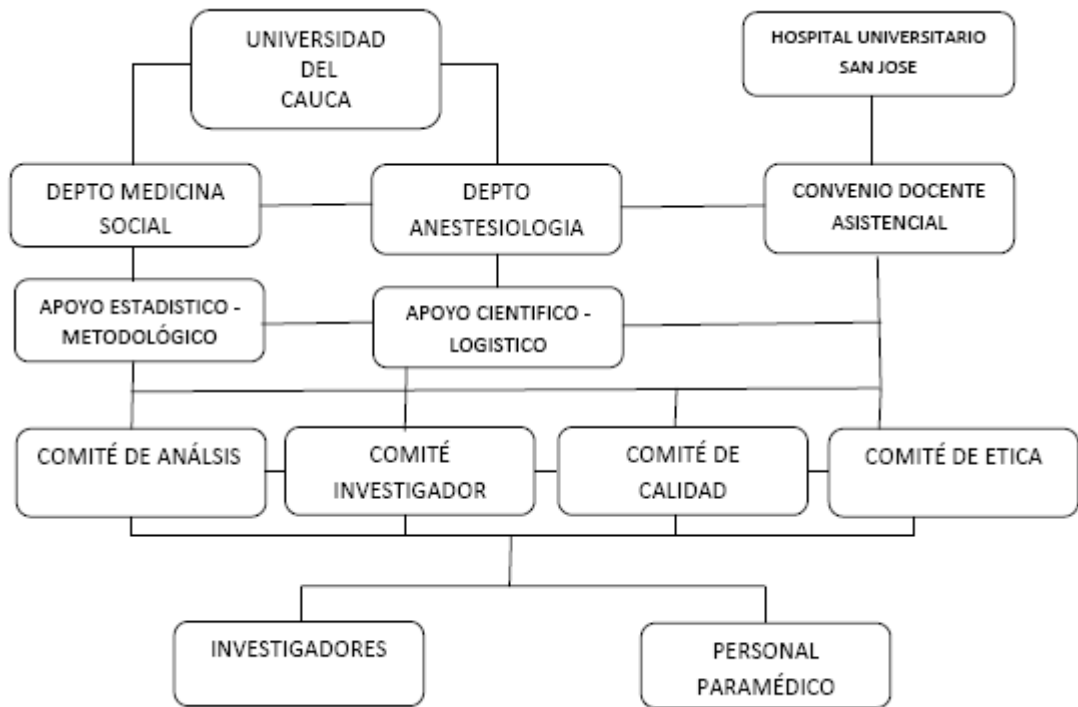 UNIVERSIDAD
DEL
CAUCA
HOSPITAL UNIVERSITARIO
SAN JOSE
DEPTO MEDICINA
SOCIAL
DEPTO
ANESTESIOLOGIA
CONVENIO DOCENTE
ASISTENCIAL
APOYO ESTADISTICO -
METODOLÓGICO
APOYO CIENTIFICO -
LOGISTICO
COMITÉ DE ANÁLSIS
COMITÉ
INVESTIGADOR
COMITÉ DE
CALIDAD
COMITÉ DE ETICA
INVESTIGADORES
PERSONAL
PARAMÉDICO